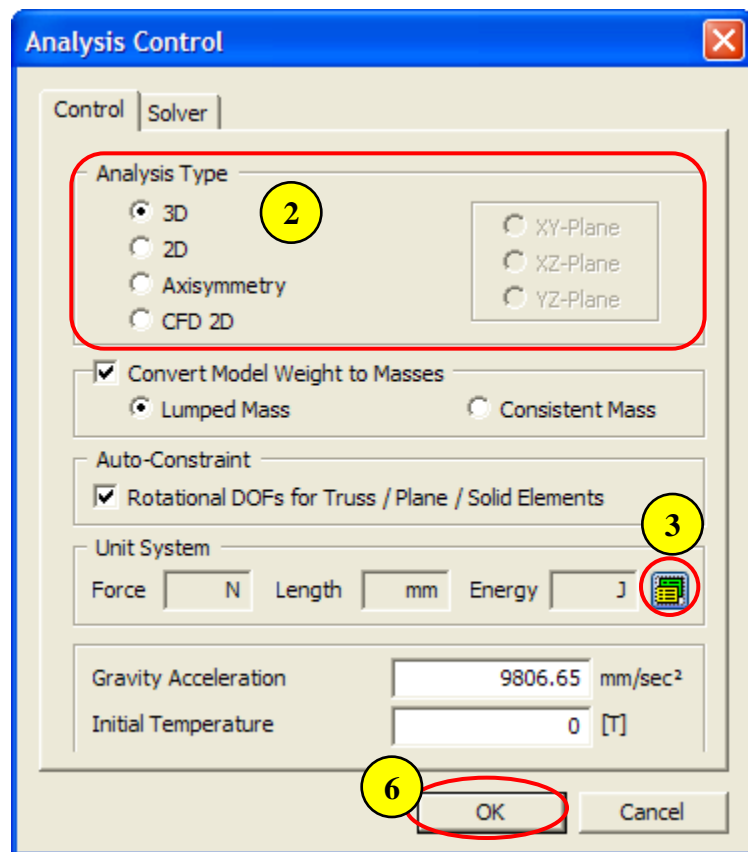 Analysis Control
Control Solver
Analysis Type
3D 2 XY-Plane
2D XZ-Plane
Axisymmetry YZ-Plane
CFD 2D
Convert Model Weight to Masses
Lumped Mass Consistent Mass
Auto-Constraint
Rotational DOFs for Truss / Plane / Solid Elements
3
Unit System
Force N Length mm Energy J
Gravity Acceleration 9806.65 mm/sec²
Initial Temperature 0 [T]
6
OK Cancel